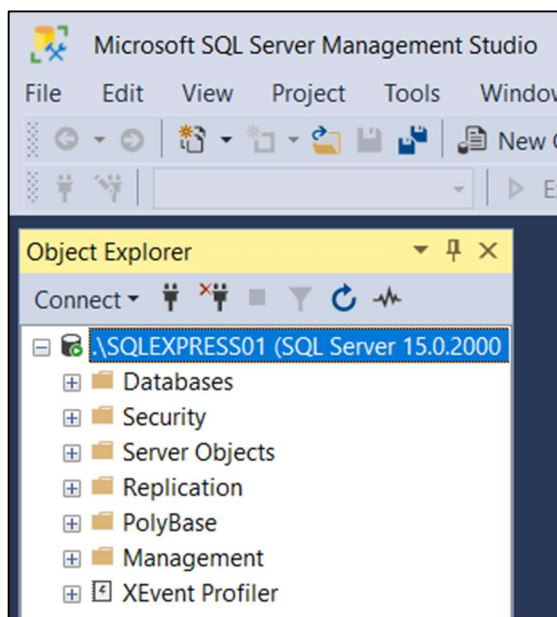 Microsoft SQL Server Management Studio
File Edit View Project Tools Window
New
Object Explorer
Connect
.\SQLEXPRESS01 (SQL Server 15.0.2000
Databases
Security
Server Objects
Replication
PolyBase
Management
XEvent Profiler